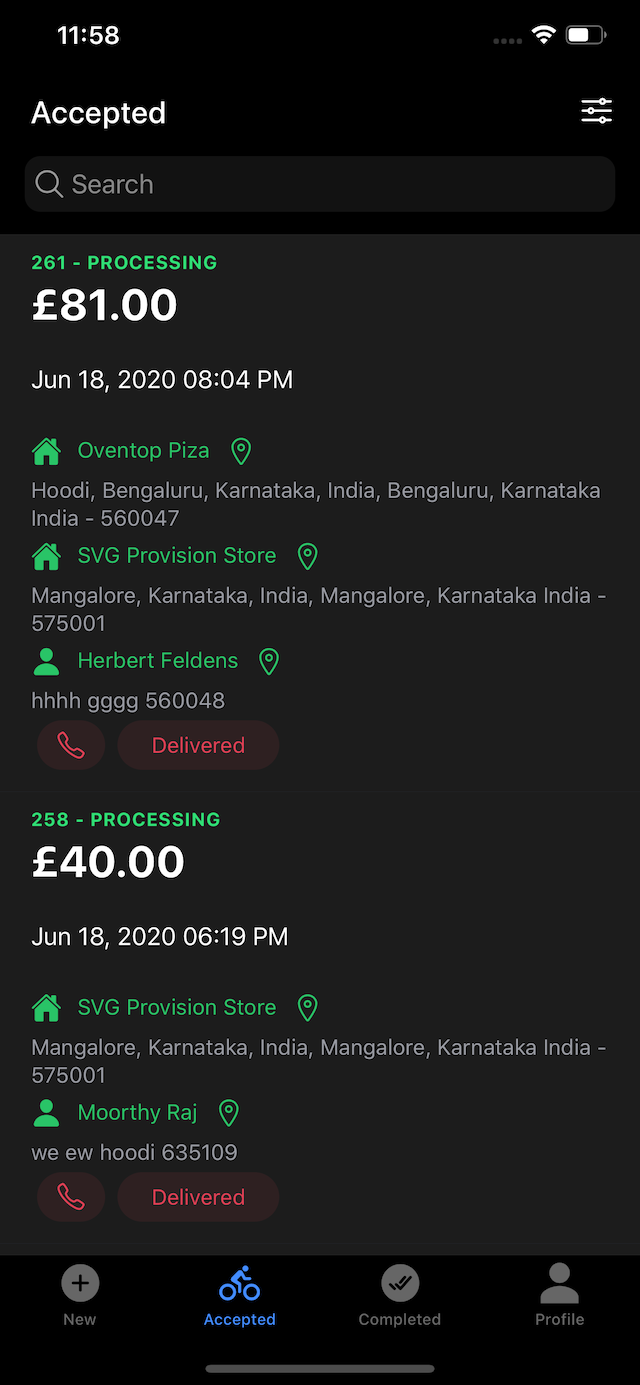 11:58
Accepted
Search
261 - PROCESSING
£81.00
Jun 18, 2020 08:04 PM
Oventop Piza
Hoodi, Bengaluru, Karnataka, India, Bengaluru, Karnataka
India - 560047
SVG Provision Store
Mangalore, Karnataka, India, Mangalore, Karnataka India -
575001
Herbert Feldens
hhhh gggg 560048
Delivered
258 - PROCESSING
£40.00
Jun 18, 2020 06:19 PM
SVG Provision Store
Mangalore, Karnataka, India, Mangalore, Karnataka India -
575001
Moorthy Raj
we ew hoodi 635109
Delivered
New Accepted Completed Profile